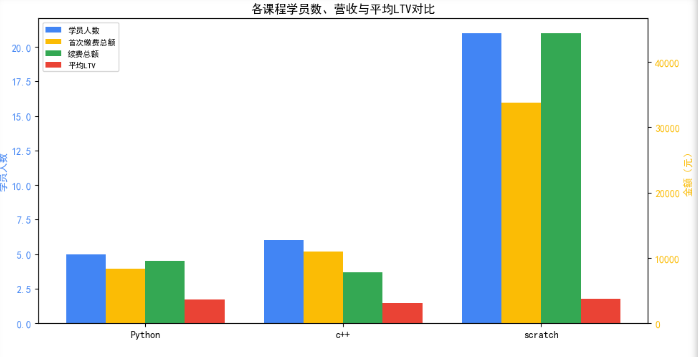 各课程学员数、营收与平均LTV对比
学员人数
首次缴费总额
续费总额
平均LTV
20.0
17.5
15.0
12.5
10.0
7.5
5.0
2.5
0.0
学员人数
40000
30000
20000
10000
0
金额（元）
Python
c++
scratch